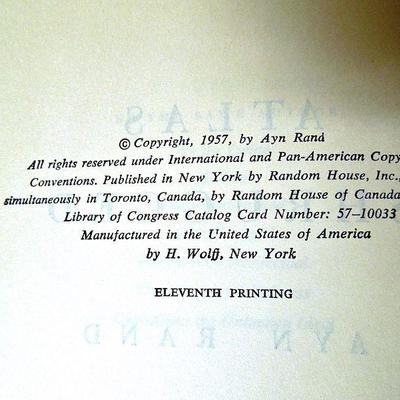 © Copyright, 1957, by Ayn Rand
All rights reserved under International and Pan-American Copy
Conventions. Published in New York by Random House, Inc.,
simultaneously in Toronto, Canada, by Random House of Canada
Library of Congress Catalog Card Number: 57-10033
Manufactured in the United States of America
by H. Wolff, New York
ELEVENTH PRINTING